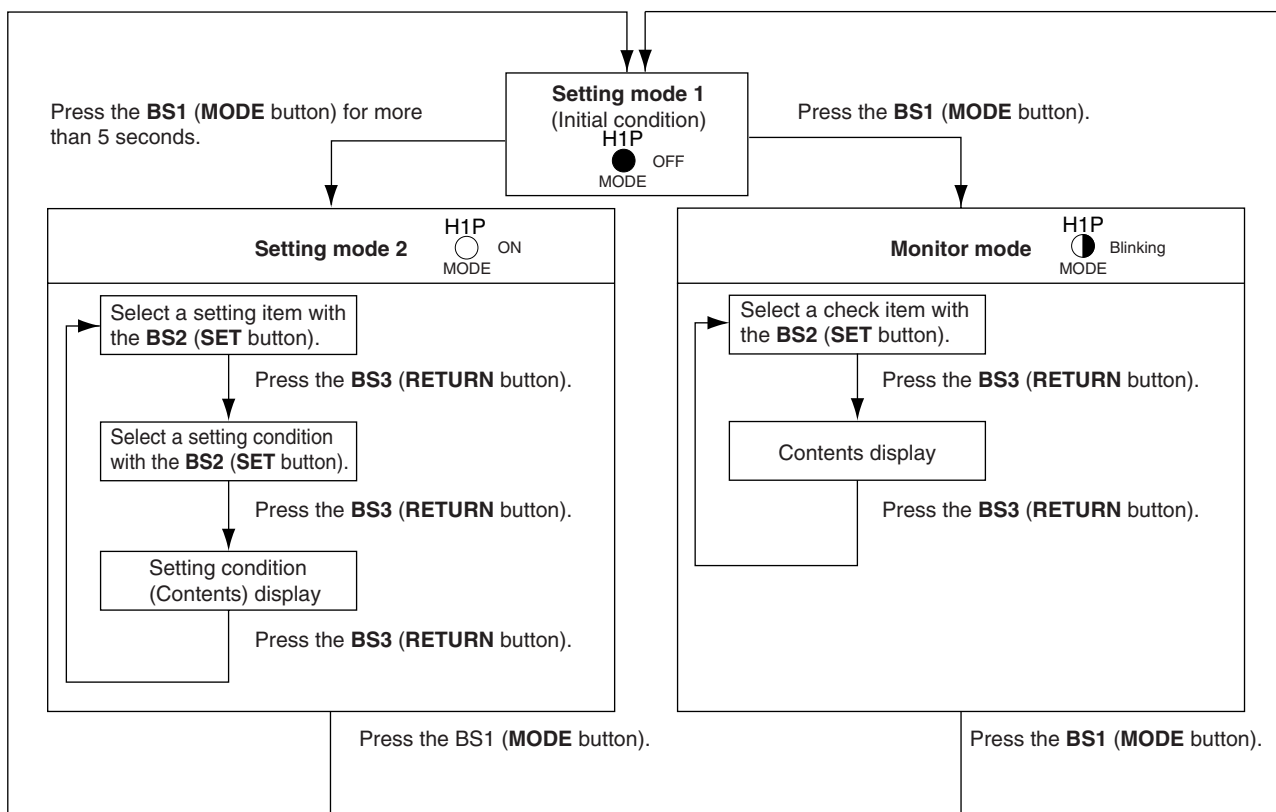 Setting mode 1
(Initial condition)
H1P
OFF
MODE
Press the BS1 (MODE button) for more
than 5 seconds.
Press the BS1 (MODE button).
Setting mode 2
H1P
ON
MODE
Select a setting item with
the BS2 (SET button).
Press the BS3 (RETURN button).
Select a setting condition
with the BS2 (SET button).
Press the BS3 (RETURN button).
Setting condition
(Contents) display
Press the BS3 (RETURN button).
Press the BS1 (MODE button).
Monitor mode
H1P
Blinking
MODE
Select a check item with
the BS2 (SET button).
Press the BS3 (RETURN button).
Contents display
Press the BS3 (RETURN button).
Press the BS1 (MODE button).